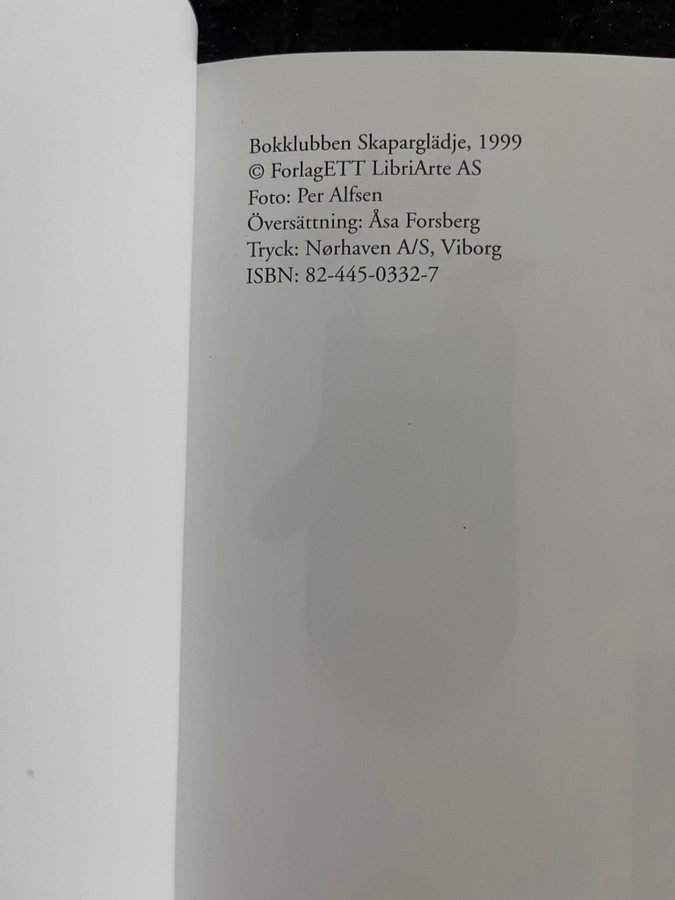 Bokklubben Skaparglädje, 1999
© ForlagETT LibriArte AS
Foto: Per Alfsen
Översättning: Åsa Forsberg
Tryck: Nørhaven A/S, Viborg
ISBN: 82-445-0332-7